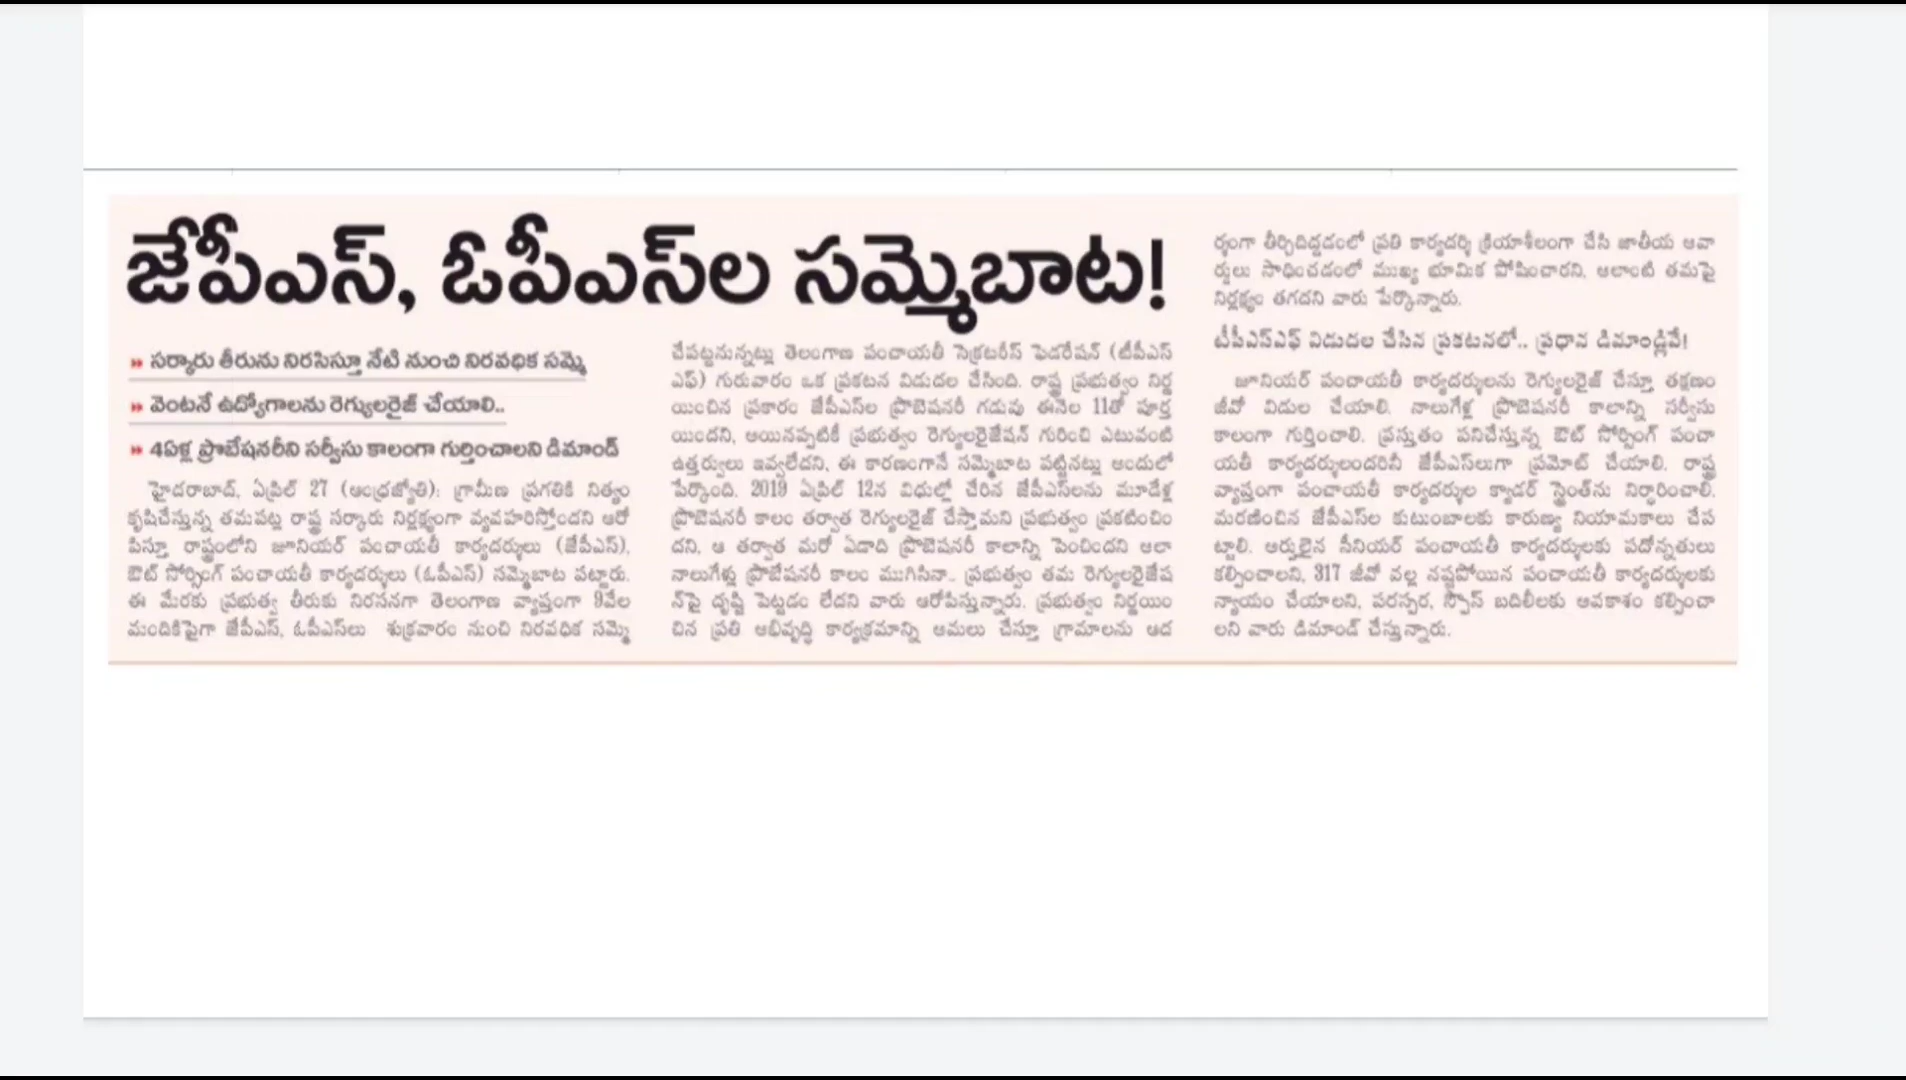 జేపీఎస్, ఓపీఎస్‌ల సమ్మెబాట!
» సర్కారు తీరును నిరసిస్తూ నేటి నుంచి నిరవధిక సమ్మె
» వెంటనే ఉద్యోగాలను రెగ్యులరైజ్ చేయాలి..
» 4ఏళ్ల ప్రొబేషనరీని సర్వీసు కాలంగా గుర్తించాలని డిమాండ్
హైదరాబాద్, ఏప్రిల్ 27 (ఆంధ్రజ్యోతి): గ్రామీణ ప్రగతికి నిత్యం
కృషిచేస్తున్న తమపట్ల రాష్ట్ర సర్కారు నిర్లక్ష్యంగా వ్యవహరిస్తోందని ఆరో
పిస్తూ రాష్ట్రంలోని జూనియర్ పంచాయతీ కార్యదర్శులు (జేపీఎస్),
ఔట్ సోర్సింగ్ పంచాయతీ కార్యదర్శులు (ఓపీఎస్) సమ్మెబాట పట్టారు.
ఈ మేరకు ప్రభుత్వ తీరుకు నిరసనగా తెలంగాణ వ్యాప్తంగా 9వేల
మందికిపైగా జేపీఎస్, ఓపీఎస్‌లు శుక్రవారం నుంచి నిరవధిక సమ్మె
చేపట్టనున్నట్లు తెలంగాణ పంచాయతీ సెక్రటరీస్ ఫెడరేషన్ (టీపీఎస్
ఎఫ్) గురువారం ఒక ప్రకటన విడుదల చేసింది. రాష్ట్ర ప్రభుత్వం నిర్ణ
యించిన ప్రకారం జేపీఎస్‌ల ప్రొబెషనరీ గడువు ఈనెల 11తో పూర్త
యిందని, అయినప్పటికీ ప్రభుత్వం రెగ్యులరైజేషన్ గురించి ఎటువంటి
ఉత్తర్వులు ఇవ్వలేదని, ఈ కారణంగానే సమ్మెబాట పట్టినట్లు అందులో
పేర్కొంది. 2019 ఏప్రిల్ 12న విధుల్లో చేరిన జేపీఎస్‌లను మూడేళ్ల
ప్రొబెషనరీ కాలం తర్వాత రెగ్యులరైజ్ చేస్తామని ప్రభుత్వం ప్రకటించిం
దని, ఆ తర్వాత మరో ఏడాది ప్రొబెషనరీ కాలాన్ని పెంచిందని ఆలా
నాలుగేళ్లు ప్రొబేషనరీ కాలం ముగిసినా.. ప్రభుత్వం తమ రెగ్యులరైజేష
న్‌పై దృష్టి పెట్టడం లేదని వారు ఆరోపిస్తున్నారు. ప్రభుత్వం నిర్ణయిం
చిన ప్రతి అభివృద్ధి కార్యక్రమాన్ని అమలు చేస్తూ గ్రామాలను ఆద
ర్శంగా తీర్చిదిద్దడంలో ప్రతి కార్యదర్శి క్రియాశీలంగా చేసి జాతీయ అవా
ర్డులు సాధించడంలో ముఖ్య భూమిక పోషించారని, అలాంటి తమపై
నిర్లక్ష్యం తగదని వారు పేర్కొన్నారు.
టీపీఎస్ఎఫ్ విడుదల చేసిన ప్రకటనలో.. ప్రధాన డిమాండ్లివే!
జూనియర్ పంచాయతీ కార్యదర్శులను రెగ్యులరైజ్ చేస్తూ తక్షణం
జీవో విడుల చేయాలి. నాలుగేళ్ల ప్రొబెషనరీ కాలాన్ని సర్వీసు
కాలంగా గుర్తించాలి. ప్రస్తుతం పనిచేస్తున్న ఔట్ సోర్సింగ్ పంచా
యతీ కార్యదర్శులందరినీ జేపీఎస్‌లుగా ప్రమోట్ చేయాలి. రాష్ట్ర
వ్యాప్తంగా పంచాయతీ కార్యదర్శుల క్యాడర్ స్ట్రెంత్‌ను నిర్ధారించాలి.
మరణించిన జేపీఎస్‌ల కుటుంబాలకు కారుణ్య నియామకాలు చేప
ట్టాలి. అర్హులైన సీనియర్ పంచాయతీ కార్యదర్శులకు పదోన్నతులు
కల్పించాలని, 317 జీవో వల్ల నష్టపోయిన పంచాయతీ కార్యదర్శులకు
న్యాయం చేయాలని, పరస్పర, స్పౌస్ బదిలీలకు అవకాశం కల్పించా
లని వారు డిమాండ్ చేస్తున్నారు.